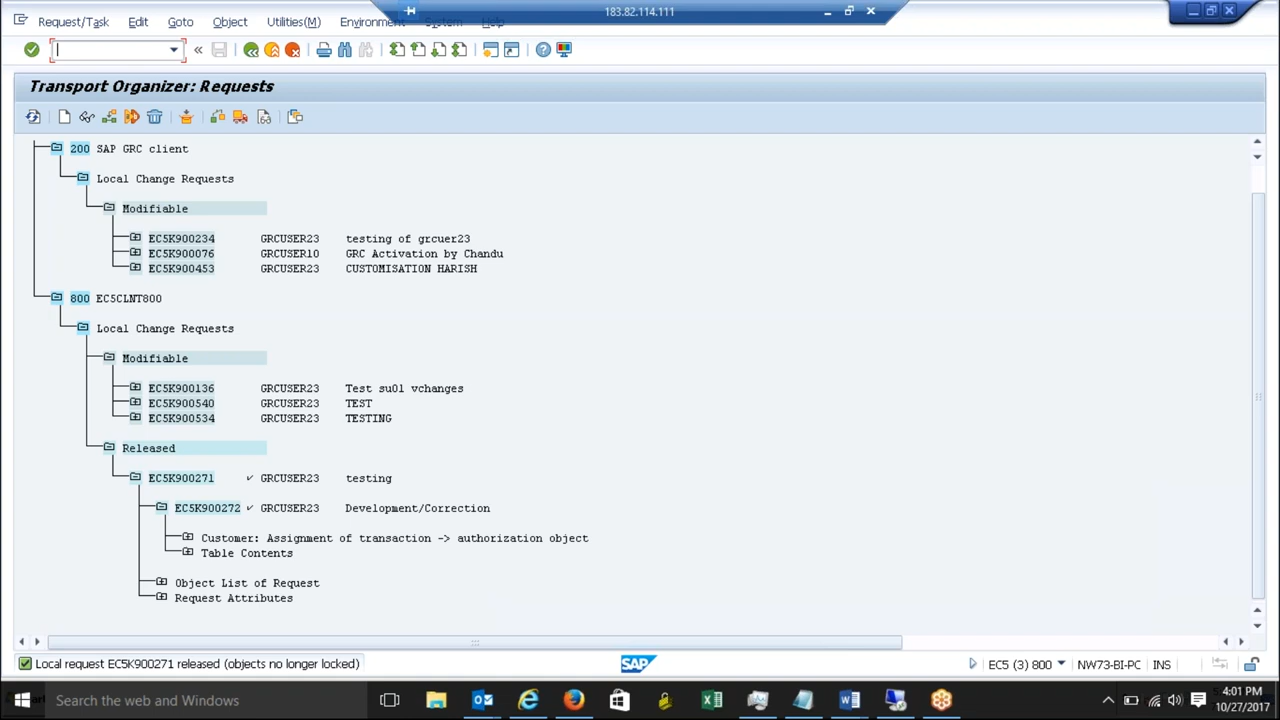 183.82.114.111
Request/Task Edit Goto Object Utilities(M) Environment System Help
Transport Organizer: Requests
200 SAP GRC client
Local Change Requests
Modifiable
EC5K900234 GRCUSER23 testing of grcuer23
EC5K900076 GRCUSER10 GRC Activation by Chandu
EC5K900453 GRCUSER23 CUSTOMISATION HARISH
800 EC5CLNT800
Local Change Requests
Modifiable
EC5K900136 GRCUSER23 Test su01 vchanges
EC5K900540 GRCUSER23 TEST
EC5K900534 GRCUSER23 TESTING
Released
EC5K900271 ✓ GRCUSER23 testing
EC5K900272 ✓ GRCUSER23 Development/Correction
Customer: Assignment of transaction -> authorization object
Table Contents
Object List of Request
Request Attributes
Local request EC5K900271 released (objects no longer locked) SAP EC5 (3) 800 NW73-BI-PC INS
Search the web and Windows 4:01 PM
10/27/2017